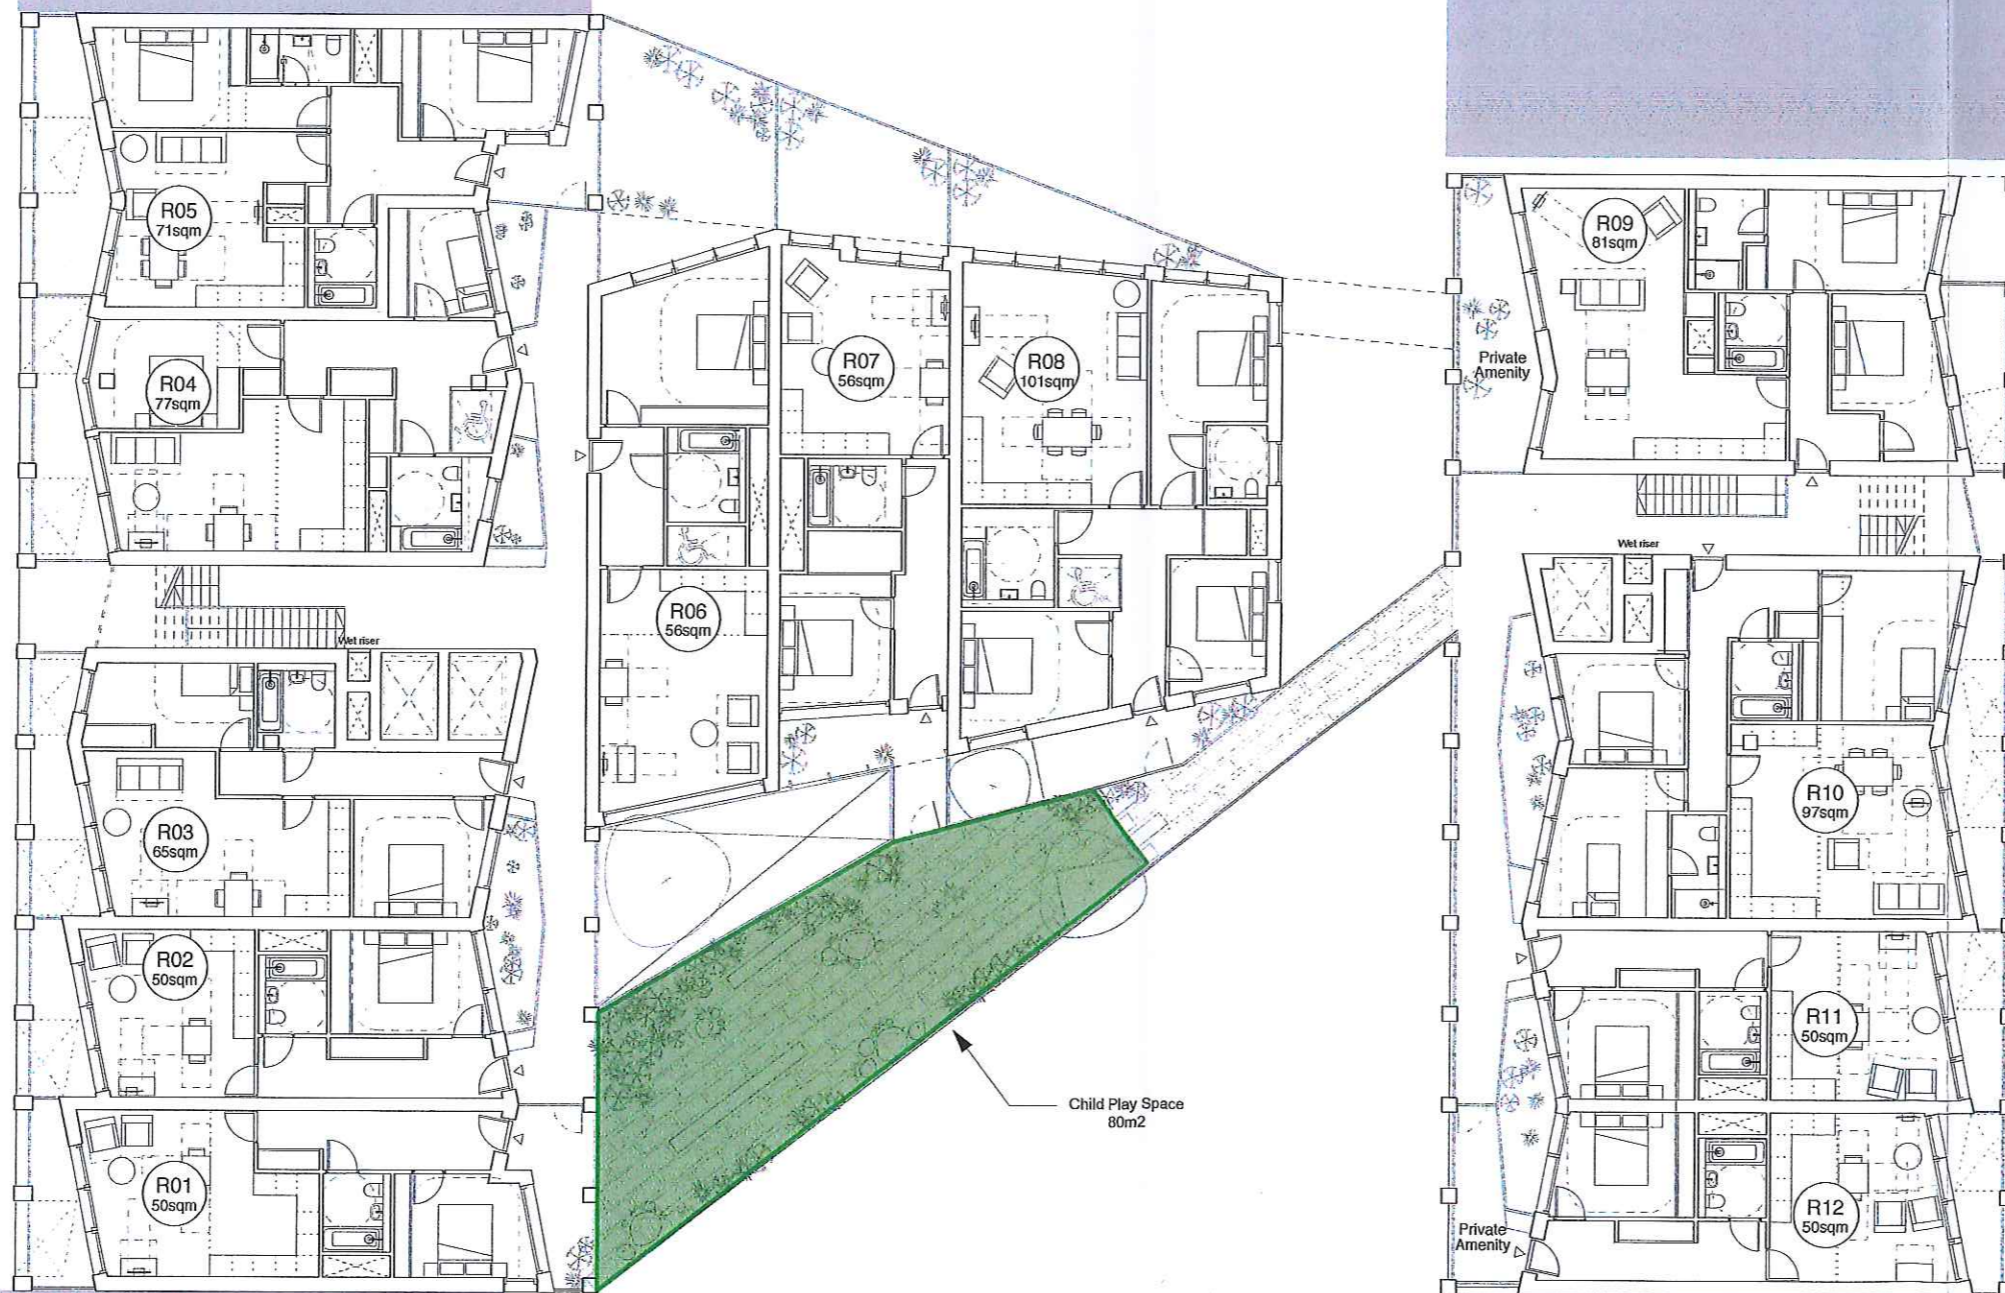 R05
71sqm
R04
77sqm
Wet riser
R03
65sqm
R02
50sqm
R01
50sqm
R07
56sqm
R08
101sqm
R06
56sqm
Child Play Space
80m2
R09
81sqm
Private
Amenity
Wet riser
R10
97sqm
R11
50sqm
R12
50sqm
Private
Amenity